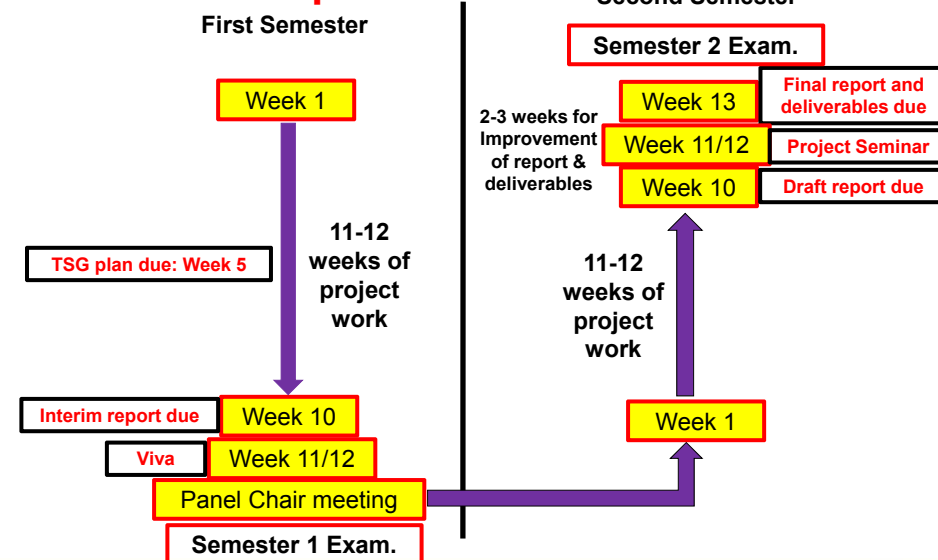 First Semester
Week 1
TSG plan due: Week 5
11-12
weeks of
project
work
Interim report due
Week 10
Viva
Week 11/12
Panel Chair meeting
Semester 1 Exam.
Second Semester
Semester 2 Exam.
Week 13
Final report and
deliverables due
2-3 weeks for
Improvement
of report &
deliverables
Week 11/12
Project Seminar
Week 10
Draft report due
11-12
weeks of
project
work
Week 1